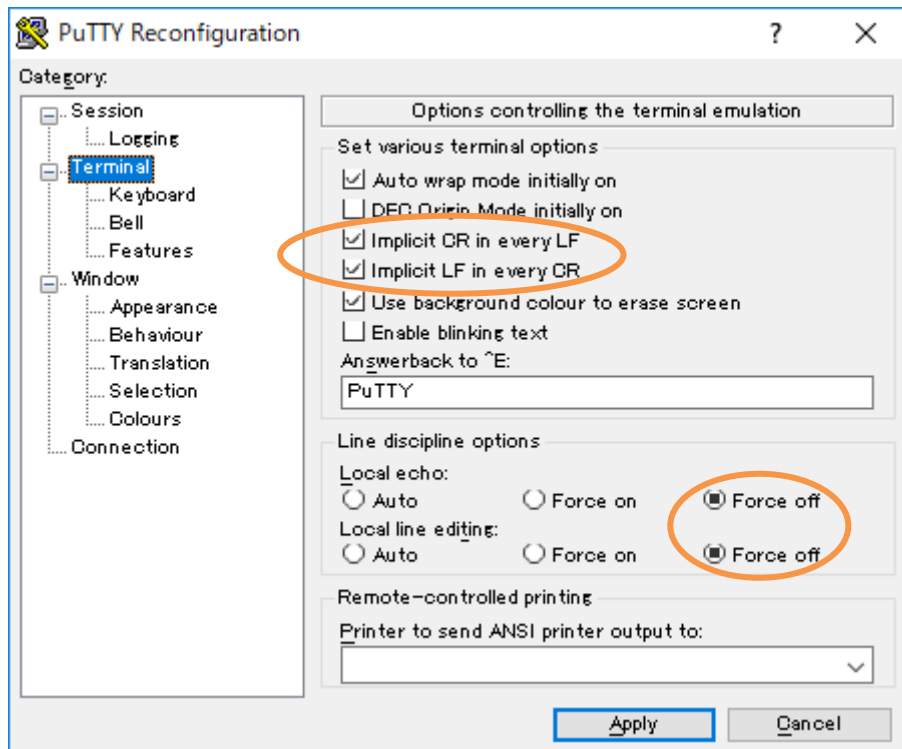 PuTTY Reconfiguration
Category:
Session
Logging
Terminal
Keyboard
Bell
Features
Window
Appearance
Behaviour
Translation
Selection
Colours
Connection
Options controlling the terminal emulation
Set various terminal options
Auto wrap mode initially on
DEC Origin Mode initially on
Implicit CR in every LF
Implicit LF in every CR
Use background colour to erase screen
Enable blinking text
Answerback to ^E:
PuTTY
Line discipline options
Local echo:
Auto Force on Force off
Local line editing:
Auto Force on Force off
Remote-controlled printing
Printer to send ANSI printer output to:
Apply Cancel